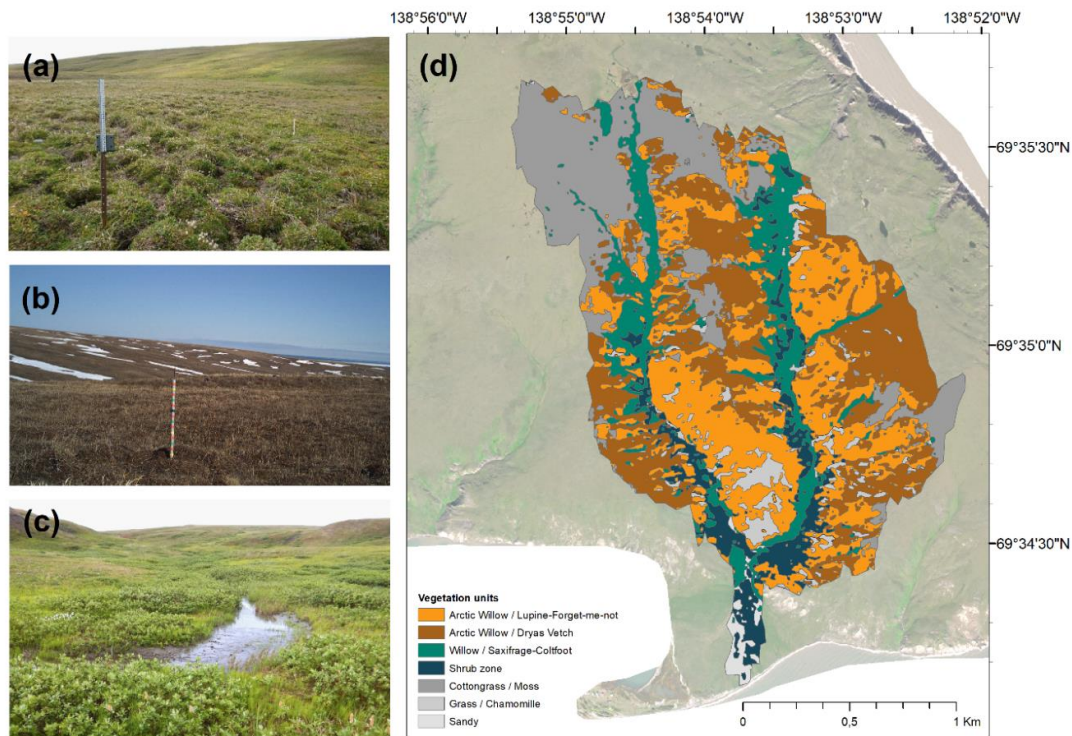 (a)
(b)
(c)
(d)
138°56'0"W 138°55'0"W 138°54'0"W 138°53'0"W 138°52'0"W
69°35'30"N
69°35'0"N
69°34'30"N
Vegetation units
Arctic Willow / Lupine-Forget-me-not
Arctic Willow / Dryas Vetch
Willow / Saxifrage-Coltfoot
Shrub zone
Cottongrass / Moss
Grass / Chamomille
Sandy
0 0,5 1 Km